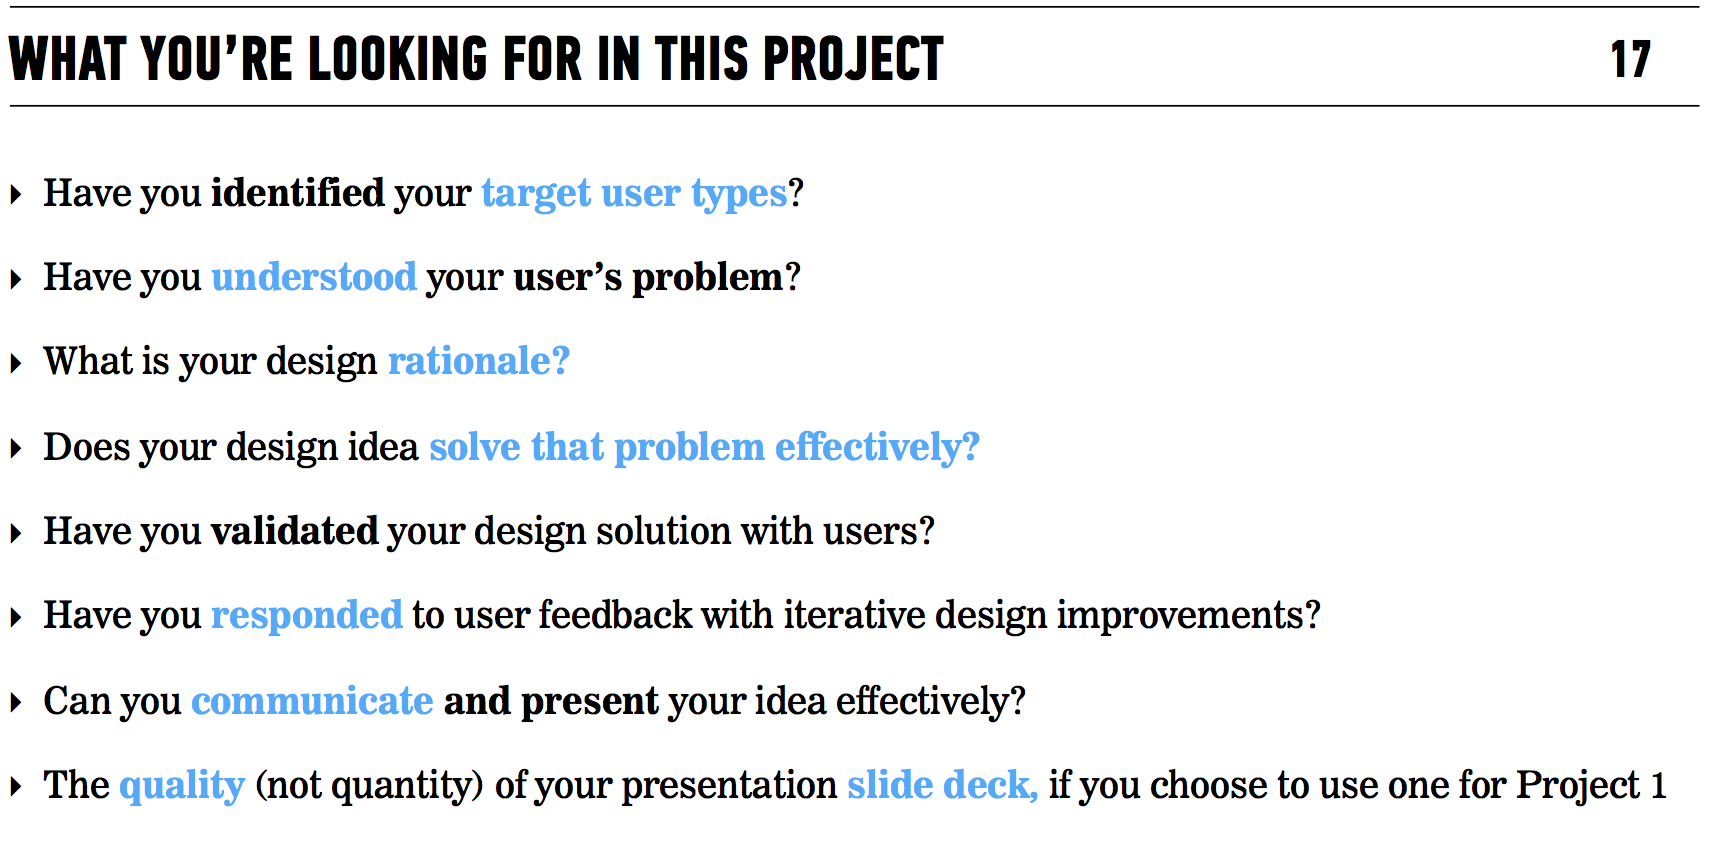 WHAT YOU’RE LOOKING FOR IN THIS PROJECT 17
Have you identified your target user types?
Have you understood your user’s problem?
What is your design rationale?
Does your design idea solve that problem effectively?
Have you validated your design solution with users?
Have you responded to user feedback with iterative design improvements?
Can you communicate and present your idea effectively?
The quality (not quantity) of your presentation slide deck, if you choose to use one for Project 1